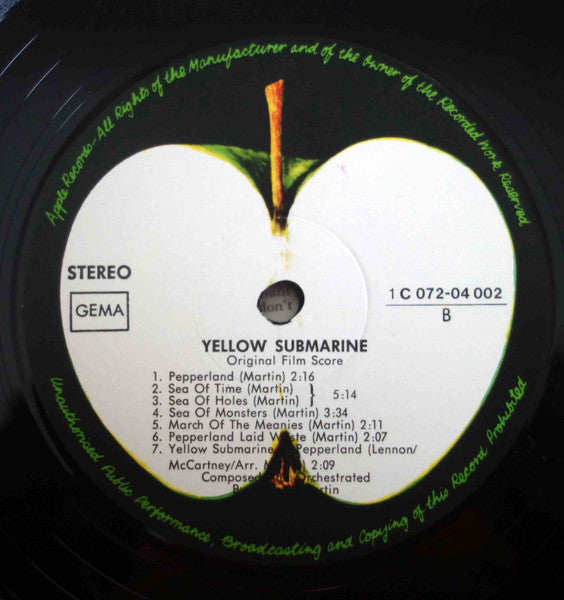 Apple Records—All Rights of the Manufacturer and of the Owner of the Recorded Work Reserved
STEREO
GEMA
1 C 072-04 002
B
don't
YELLOW SUBMARINE
Original Film Score
1. Pepperland (Martin) 2:16
2. Sea Of Time (Martin)
3. Sea Of Holes (Martin) } 5:14
4. Sea Of Monsters (Martin) 3:34
5. March Of The Meanies (Martin) 2:11
6. Pepperland Laid Waste (Martin) 2:07
7. Yellow Submarine Pepperland (Lennon/
McCartney/Arr. 2:09
Composed Orchestrated
Unauthorised Public Performance, Broadcasting and Copying of this Record Prohibited